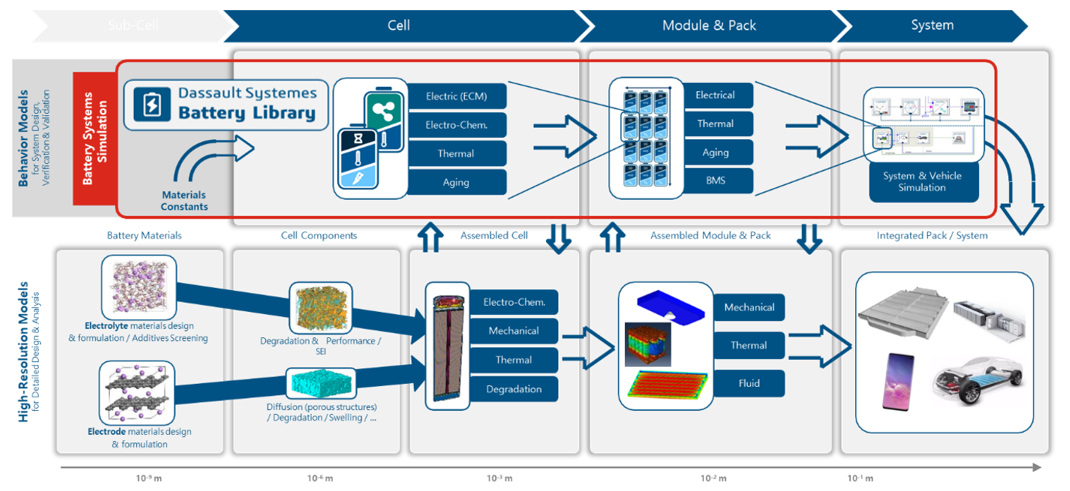 Sub-Cell
Cell
Module & Pack
System
Behavior Models
for System Design,
Verification & Validation
Battery Systems
Simulation
Dassault Systemes
Battery Library
Materials
Constants
Electric (ECM)
Electro-Chem.
Thermal
Aging
Electrical
Thermal
Aging
BMS
System & Vehicle
Simulation
Battery Materials
Cell Components
Assembled Cell
Assembled Module & Pack
Integrated Pack / System
High-Resolution Models
for Detailed Design & Analysis
Electrolyte materials design
& formulation / Additives Screening
Electrode materials design
& formulation
Degradation & Performance /
SEI
Diffusion (porous structures)
/ Degradation /Swelling / ...
Electro-Chem.
Mechanical
Thermal
Degradation
Mechanical
Thermal
Fluid
10-9 m
10-6 m
10-3 m
10-2 m
10-1 m